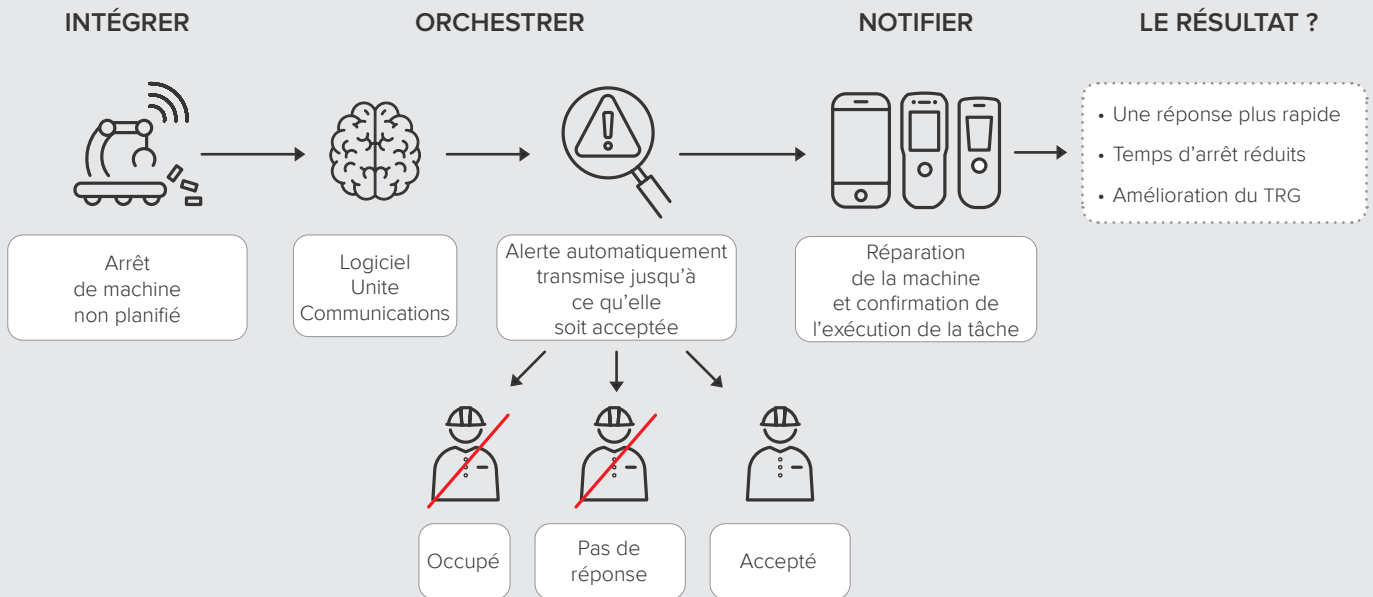 INTÉGRER
ORCHESTRER
NOTIFIER
LE RÉSULTAT ?
Arrêt
de machine
non planifié
Logiciel
Unite
Communications
Alerte automatiquement
transmise jusqu'à
ce qu'elle
soit acceptée
Réparation
de la machine
et confirmation de
l'exécution de la tâche
• Une réponse plus rapide
• Temps d'arrêt réduits
• Amélioration du TRG
Occupé
Pas de
réponse
Accepté